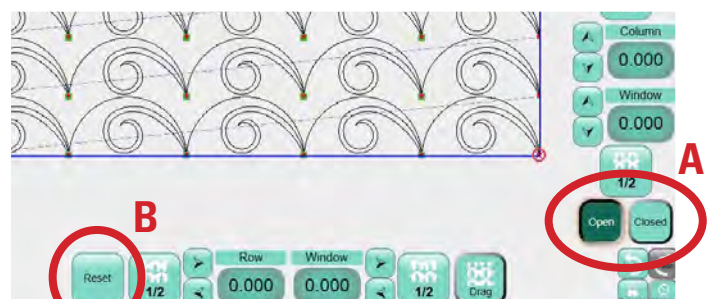 Column
0.000
Window
0.000
1/2
A
Open Closed
B
Reset
1/2
Row
0.000
Window
0.000
1/2
Drag